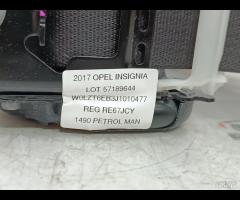 2017 OPEL INSIGNIA
LOT 57189644
W0LZT6EB3J1010477
REG RE67JCY
1490 PETROL MAN